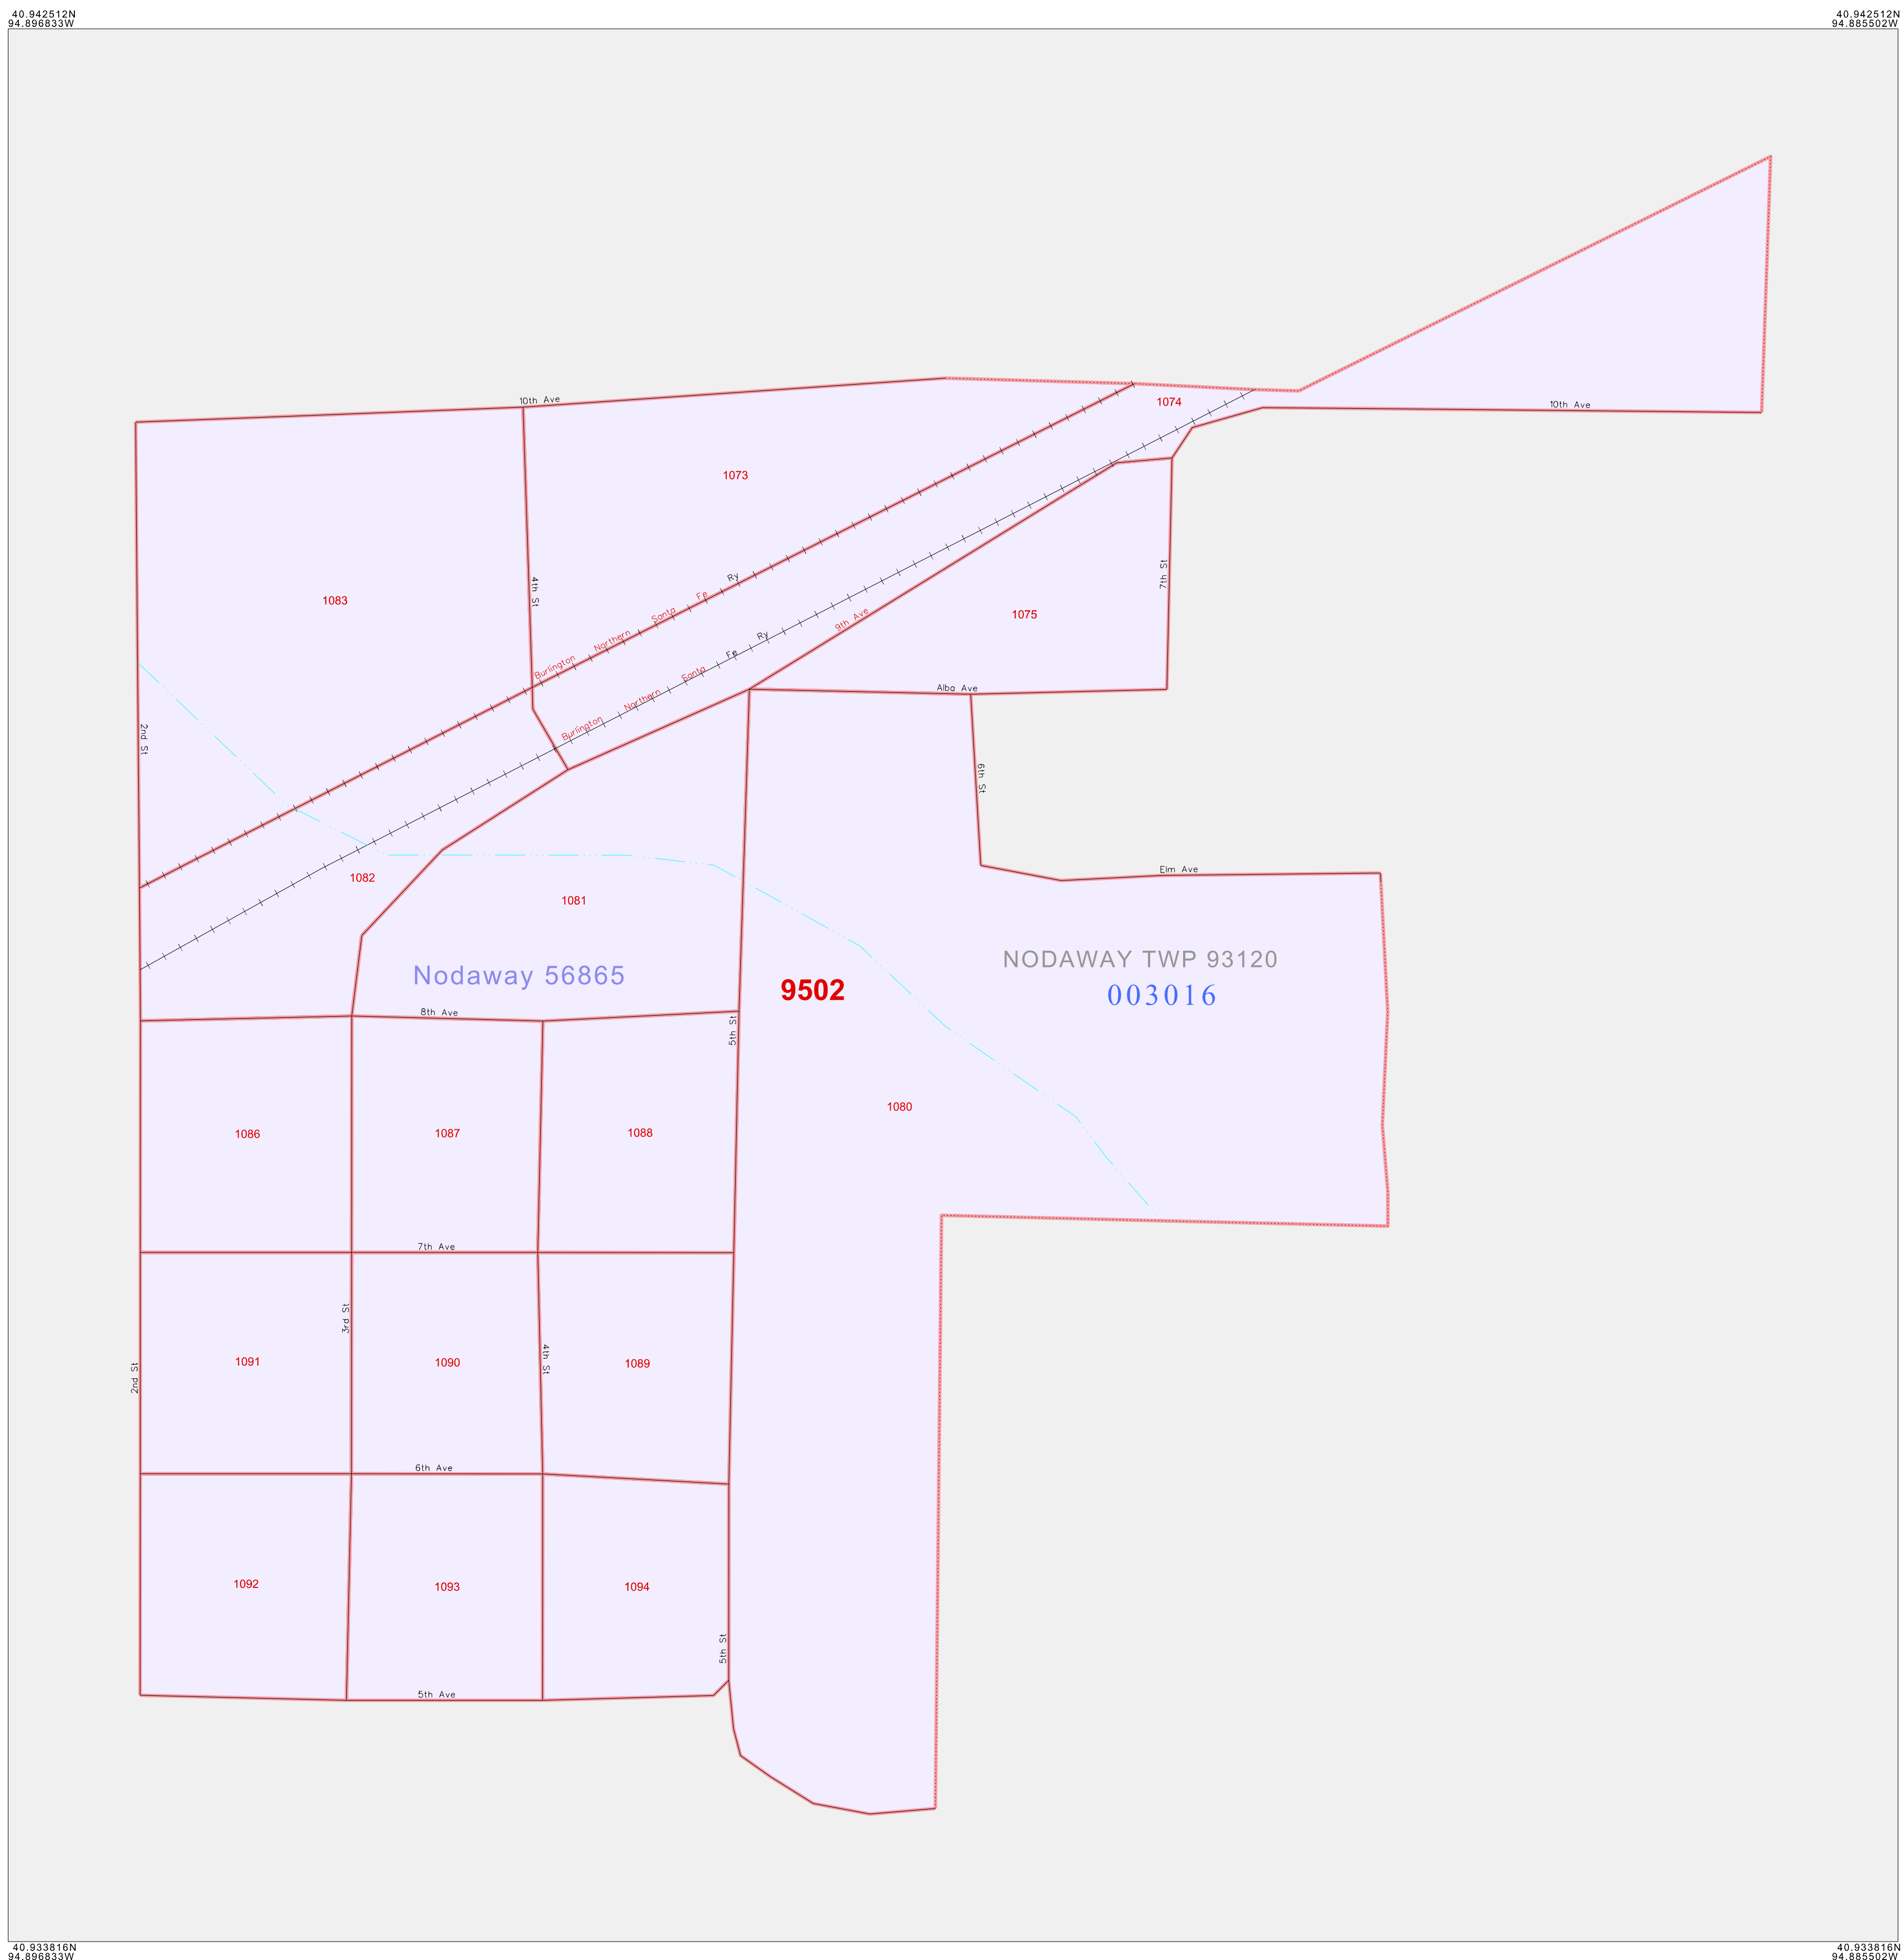 40.942512N
94.896833W
40.942512N
94.885502W
10th Ave
1074
10th Ave
1073
4th St
7th St
1083
Burlington Northern Santa Fe Ry
1075
9th Ave
Burlington Northern Santa Fe Ry
Alba Ave
2nd St
6th St
1082
Elm Ave
1081
Nodaway 56865
9502
NODAWAY TWP 93120
003016
8th Ave
5th St
1080
1086
1087
1088
7th Ave
3rd St
1091
1090
4th St
1089
2nd St
6th Ave
1092
1093
1094
5th St
5th Ave
40.933816N
94.896833W
40.933816N
94.885502W